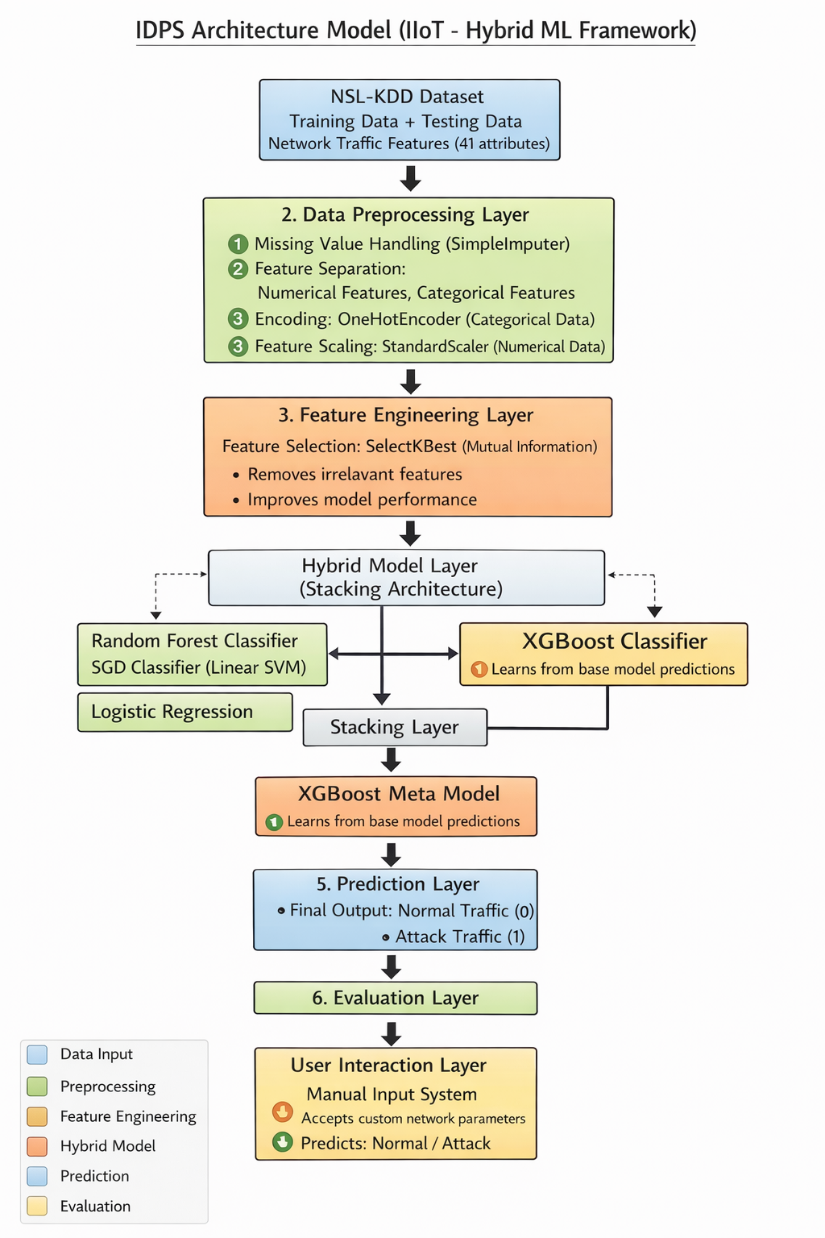 IDPS Architecture Model (IIoT - Hybrid ML Framework)
NSL-KDD Dataset
Training Data + Testing Data
Network Traffic Features (41 attributes)
2. Data Preprocessing Layer
1 Missing Value Handling (SimpleImputer)
2 Feature Separation:
Numerical Features, Categorical Features
3 Encoding: OneHotEncoder (Categorical Data)
3 Feature Scaling: StandardScaler (Numerical Data)
3. Feature Engineering Layer
Feature Selection: SelectKBest (Mutual Information)
• Removes irrelavant features
• Improves model performance
Hybrid Model Layer
(Stacking Architecture)
Random Forest Classifier
SGD Classifier (Linear SVM)
XGBoost Classifier
1 Learns from base model predictions
Logistic Regression
Stacking Layer
XGBoost Meta Model
1 Learns from base model predictions
5. Prediction Layer
• Final Output: Normal Traffic (0)
• Attack Traffic (1)
6. Evaluation Layer
User Interaction Layer
Manual Input System
Accepts custom network parameters
Predicts: Normal / Attack
Data Input
Preprocessing
Feature Engineering
Hybrid Model
Prediction
Evaluation